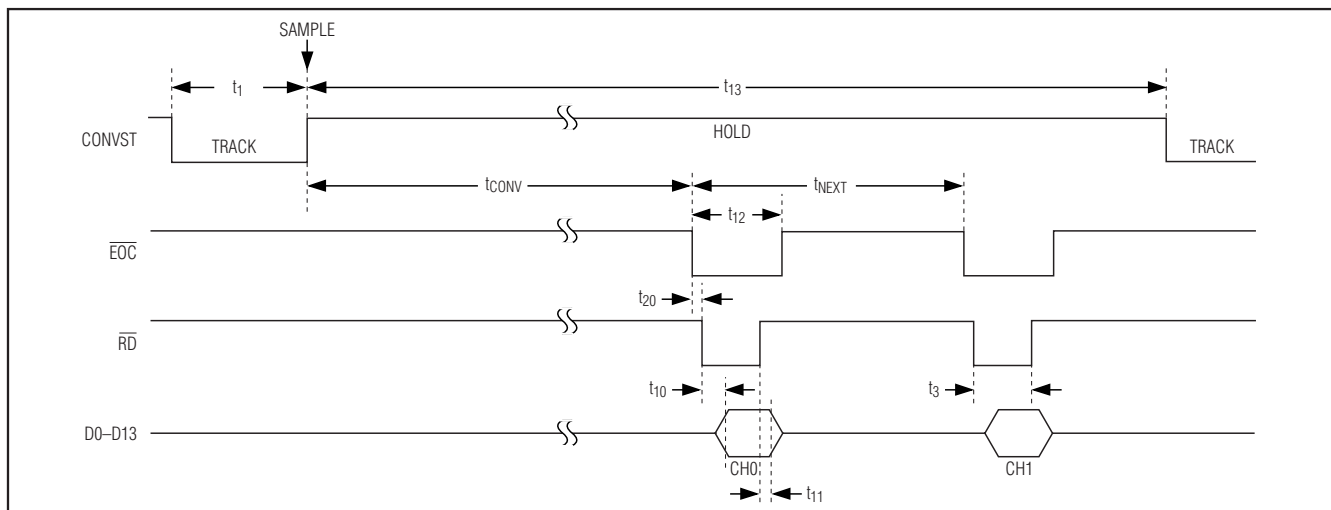 SAMPLE
t1
t13
CONVST
TRACK
HOLD
TRACK
tCONV
tNEXT
t12
EOC
t20
RD
t10
t3
D0–D13
CH0
CH1
t11